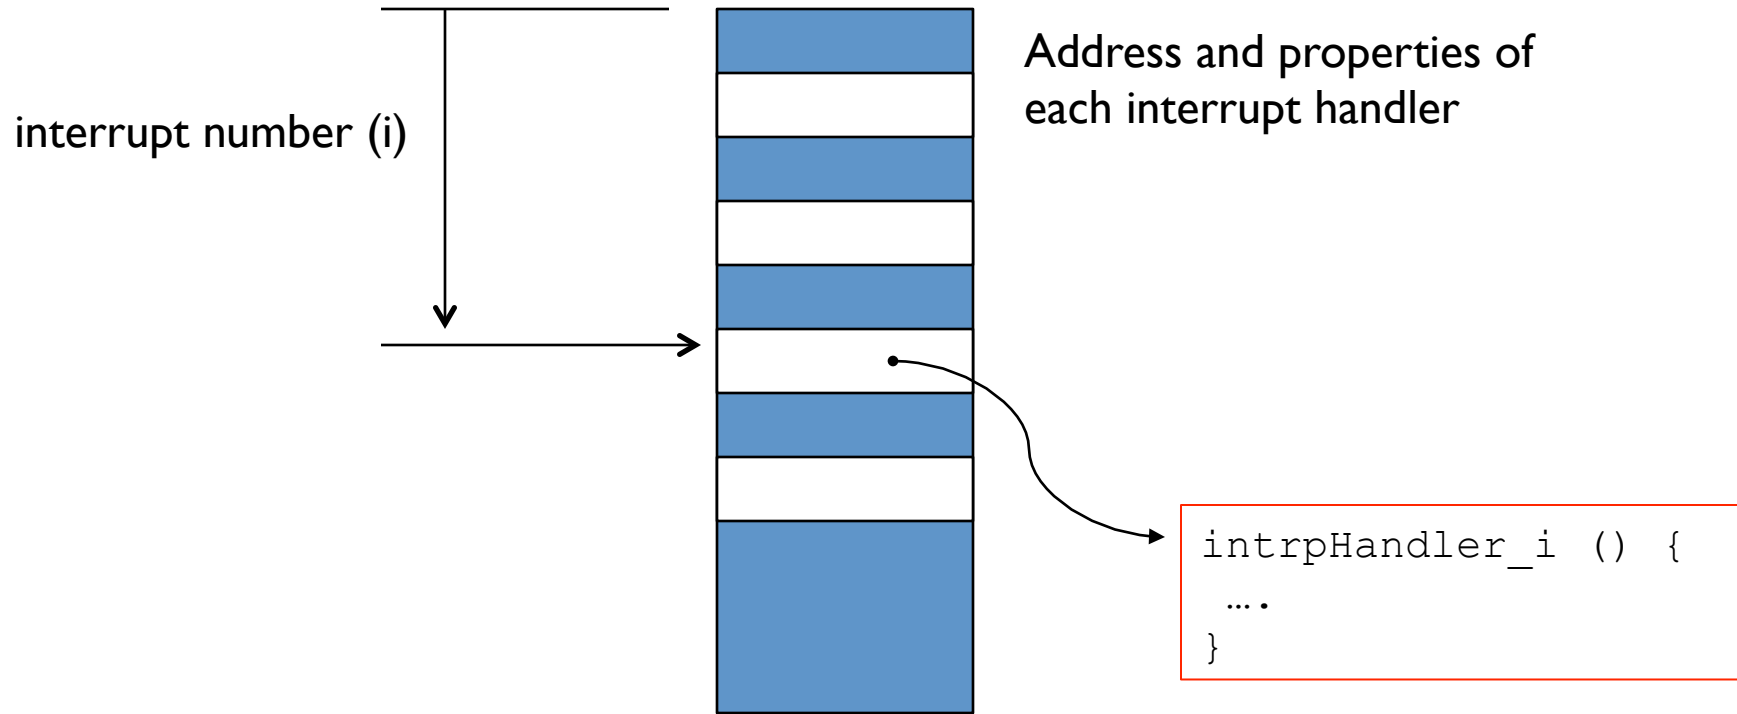 Address and properties of
each interrupt handler
interrupt number (i)
intrpHandler_i () {
….
}